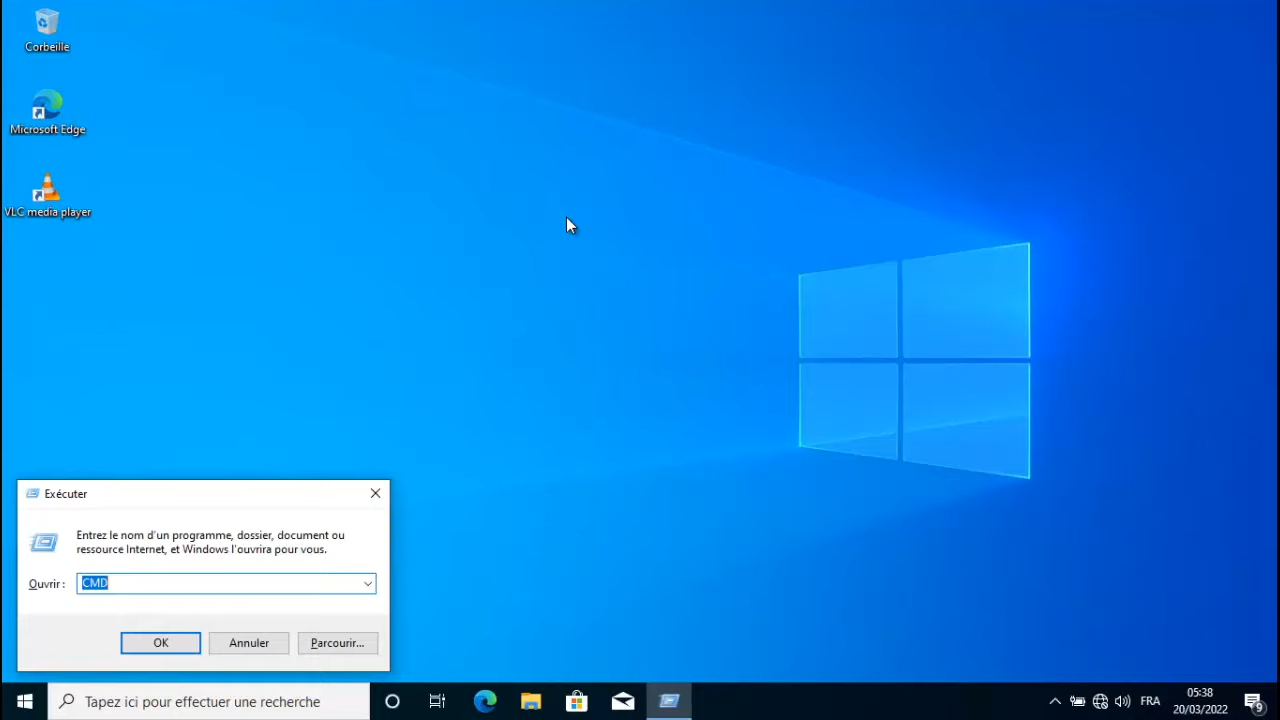 Corbeille
Microsoft Edge
VLC media player
Exécuter
Entrez le nom d'un programme, dossier, document ou
ressource Internet, et Windows l'ouvrira pour vous.
Ouvrir : CMD
OK Annuler Parcourir...
Tapez ici pour effectuer une recherche
FRA
05:38
20/03/2022
9